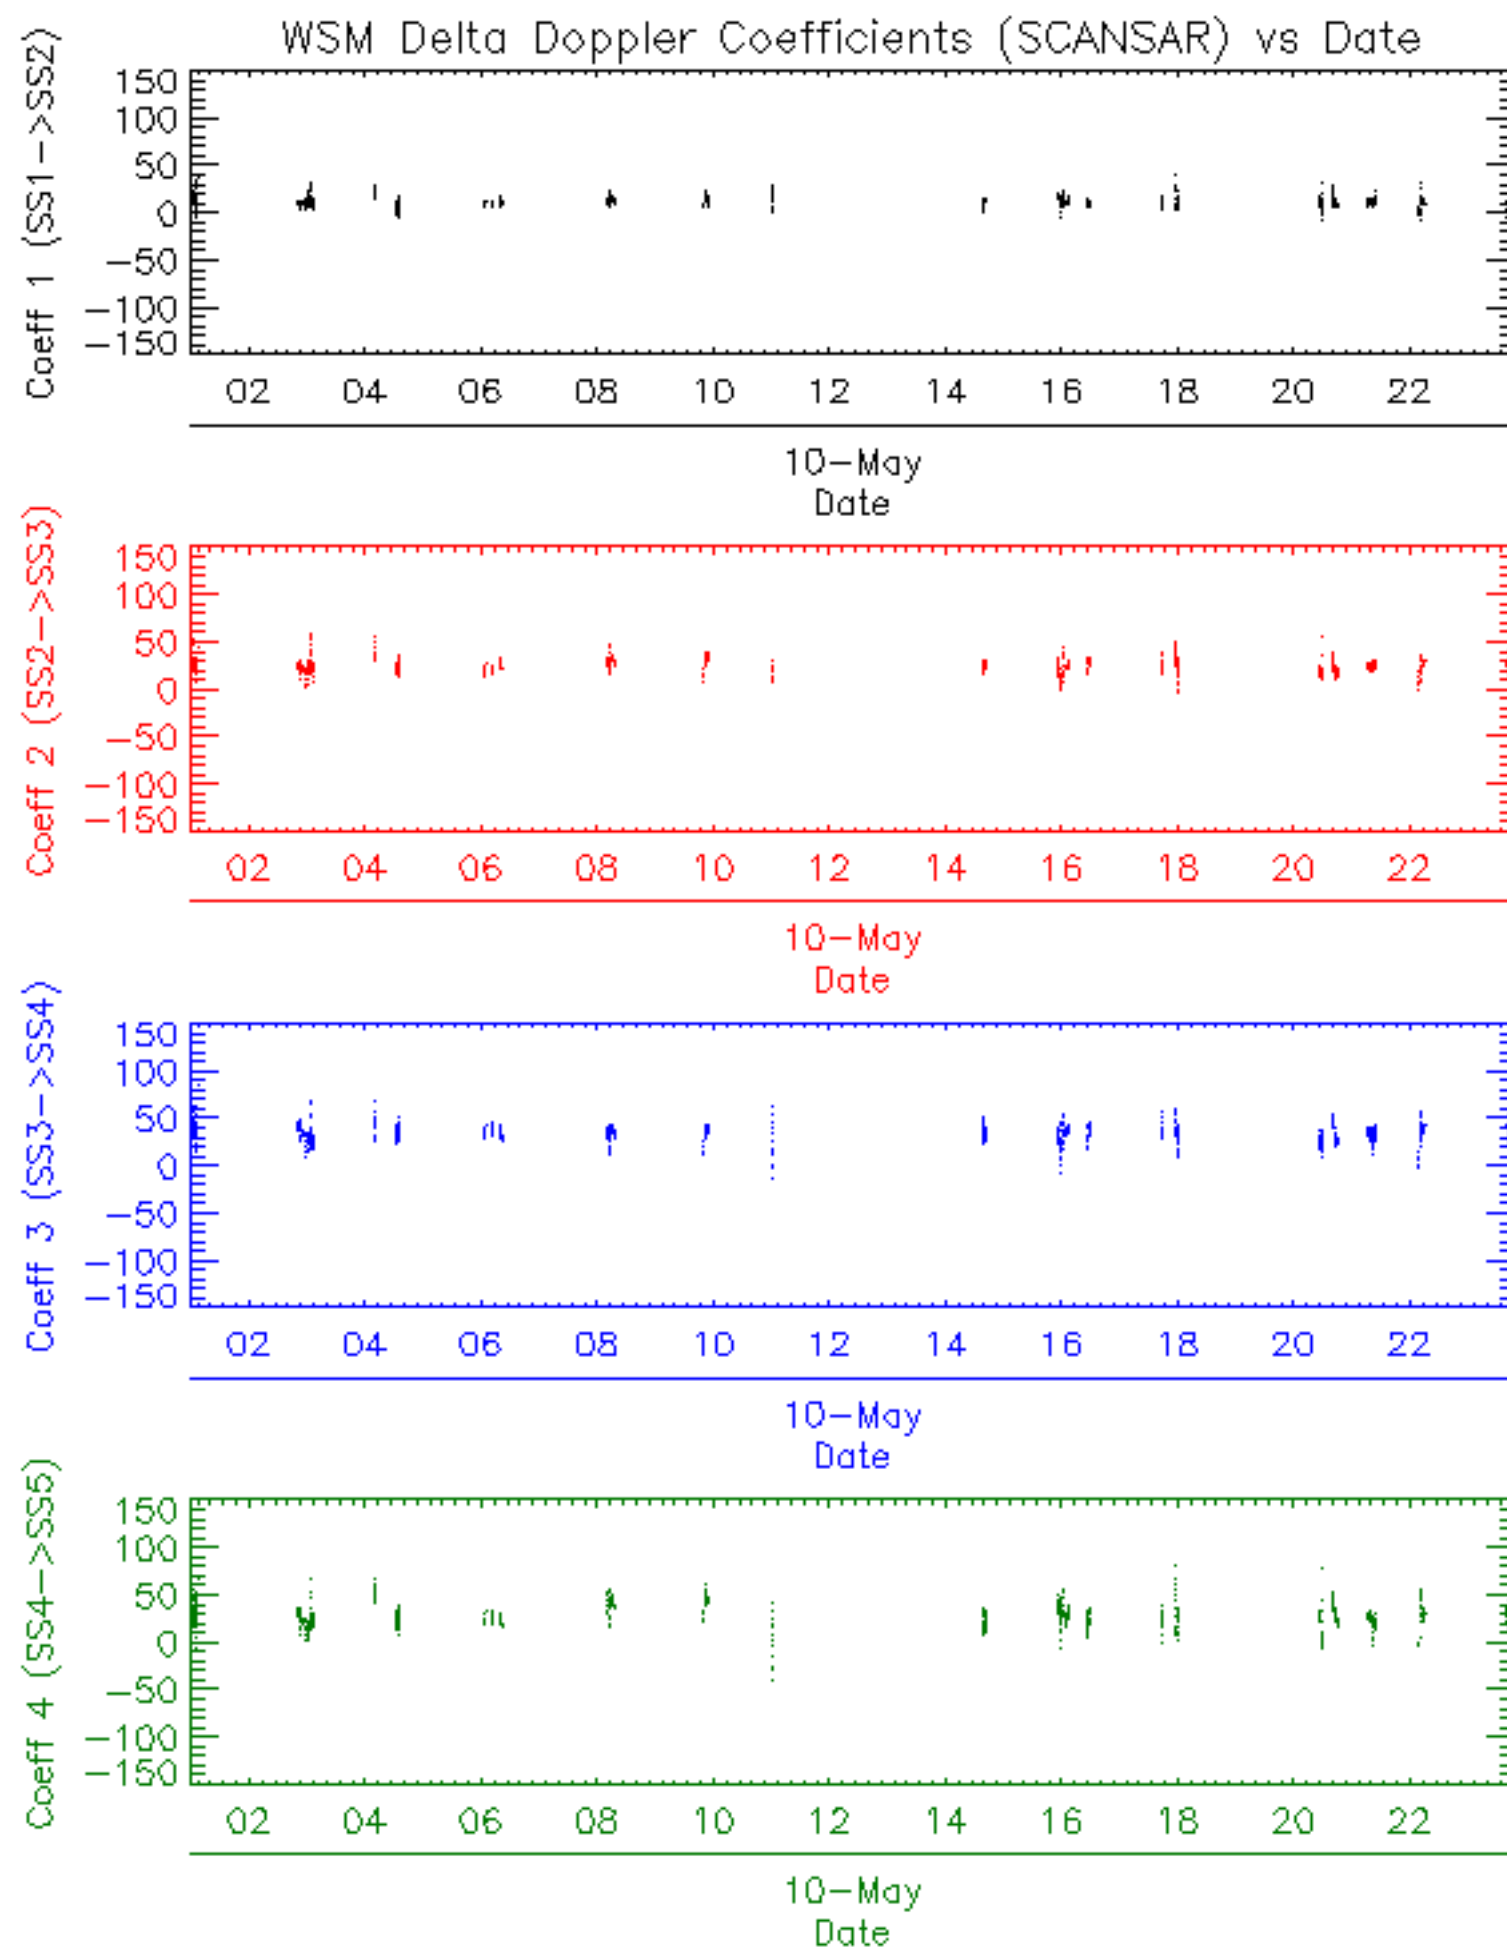 WSM Delta Doppler Coefficients (SCANSAR) vs Date
Coeff 1 (SS1->SS2)
150
100
50
0
-50
-100
-150
02 04 06 08 10 12 14 16 18 20 22
10-May
Date
Coeff 2 (SS2->SS3)
150
100
50
0
-50
-100
-150
02 04 06 08 10 12 14 16 18 20 22
10-May
Date
Coeff 3 (SS3->SS4)
150
100
50
0
-50
-100
-150
02 04 06 08 10 12 14 16 18 20 22
10-May
Date
Coeff 4 (SS4->SS5)
150
100
50
0
-50
-100
-150
02 04 06 08 10 12 14 16 18 20 22
10-May
Date